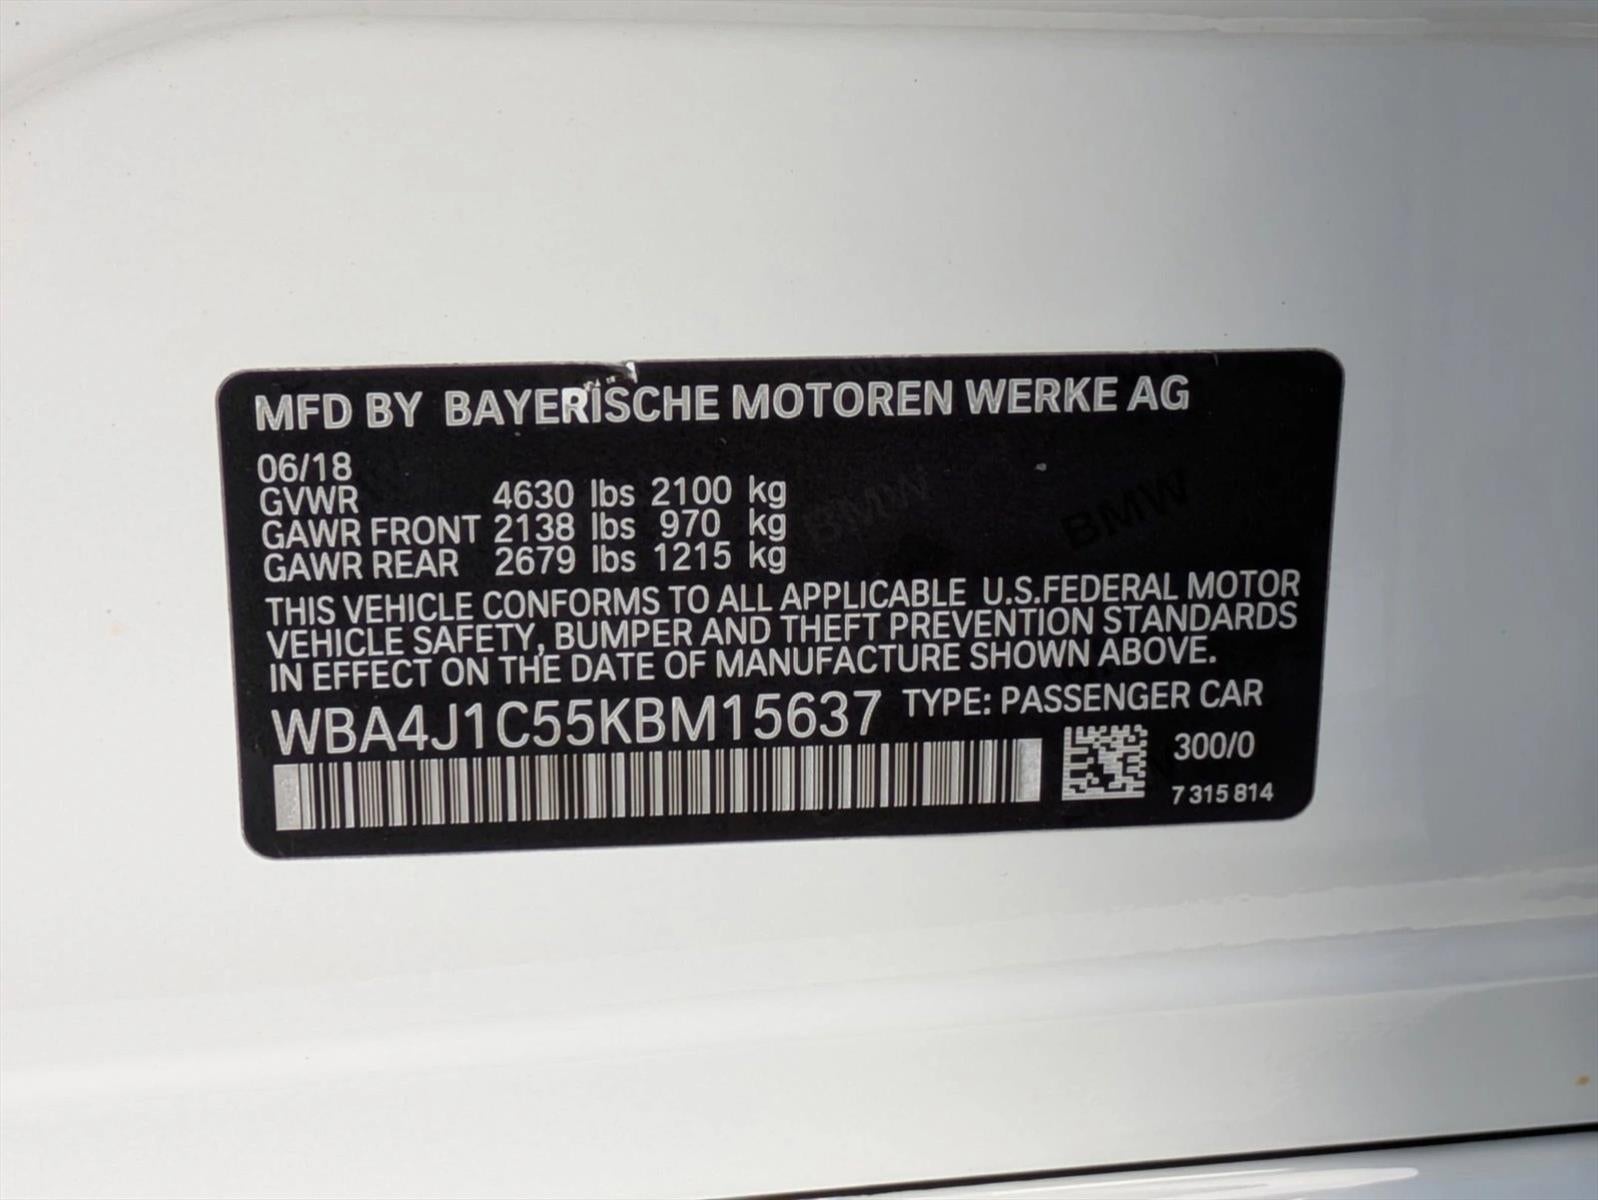 MFD BY BAYERISCHE MOTOREN WERKE AG
06/18
GVWR 4630 lbs 2100 kg
GAWR FRONT 2138 lbs 970 kg
GAWR REAR 2679 lbs 1215 kg
THIS VEHICLE CONFORMS TO ALL APPLICABLE U.S.FEDERAL MOTOR
VEHICLE SAFETY, BUMPER AND THEFT PREVENTION STANDARDS
IN EFFECT ON THE DATE OF MANUFACTURE SHOWN ABOVE.
WBA4J1C55KBM15637 TYPE: PASSENGER CAR
300/0
7 315 814
BMW
BMW